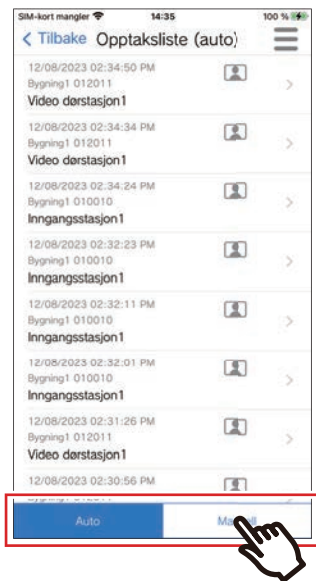 SIM-kort mangler 14:35 100 %
Tilbake Opptaksliste (auto)
12/08/2023 02:34:50 PM
Bygning1 012011
Video dørstasjon1
12/08/2023 02:34:34 PM
Bygning1 012011
Video dørstasjon1
12/08/2023 02:34:24 PM
Bygning1 010010
Inngangsstasjon1
12/08/2023 02:32:23 PM
Bygning1 010010
Inngangsstasjon1
12/08/2023 02:32:11 PM
Bygning1 010010
Inngangsstasjon1
12/08/2023 02:32:01 PM
Bygning1 010010
Inngangsstasjon1
12/08/2023 02:31:26 PM
Bygning1 012011
Video dørstasjon1
12/08/2023 02:30:56 PM
Auto